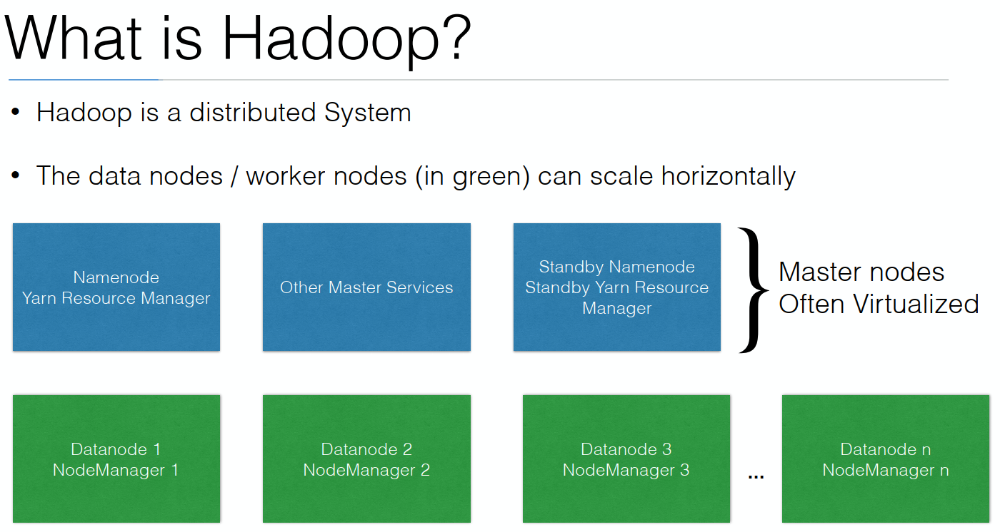 What is Hadoop?
• Hadoop is a distributed System
• The data nodes / worker nodes (in green) can scale horizontally
Namenode
Yarn Resource Manager
Other Master Services
Standby Namenode
Standby Yarn Resource
Manager
Master nodes
Often Virtualized
Datanode 1
NodeManager 1
Datanode 2
NodeManager 2
Datanode 3
NodeManager 3
...
Datanode n
NodeManager n